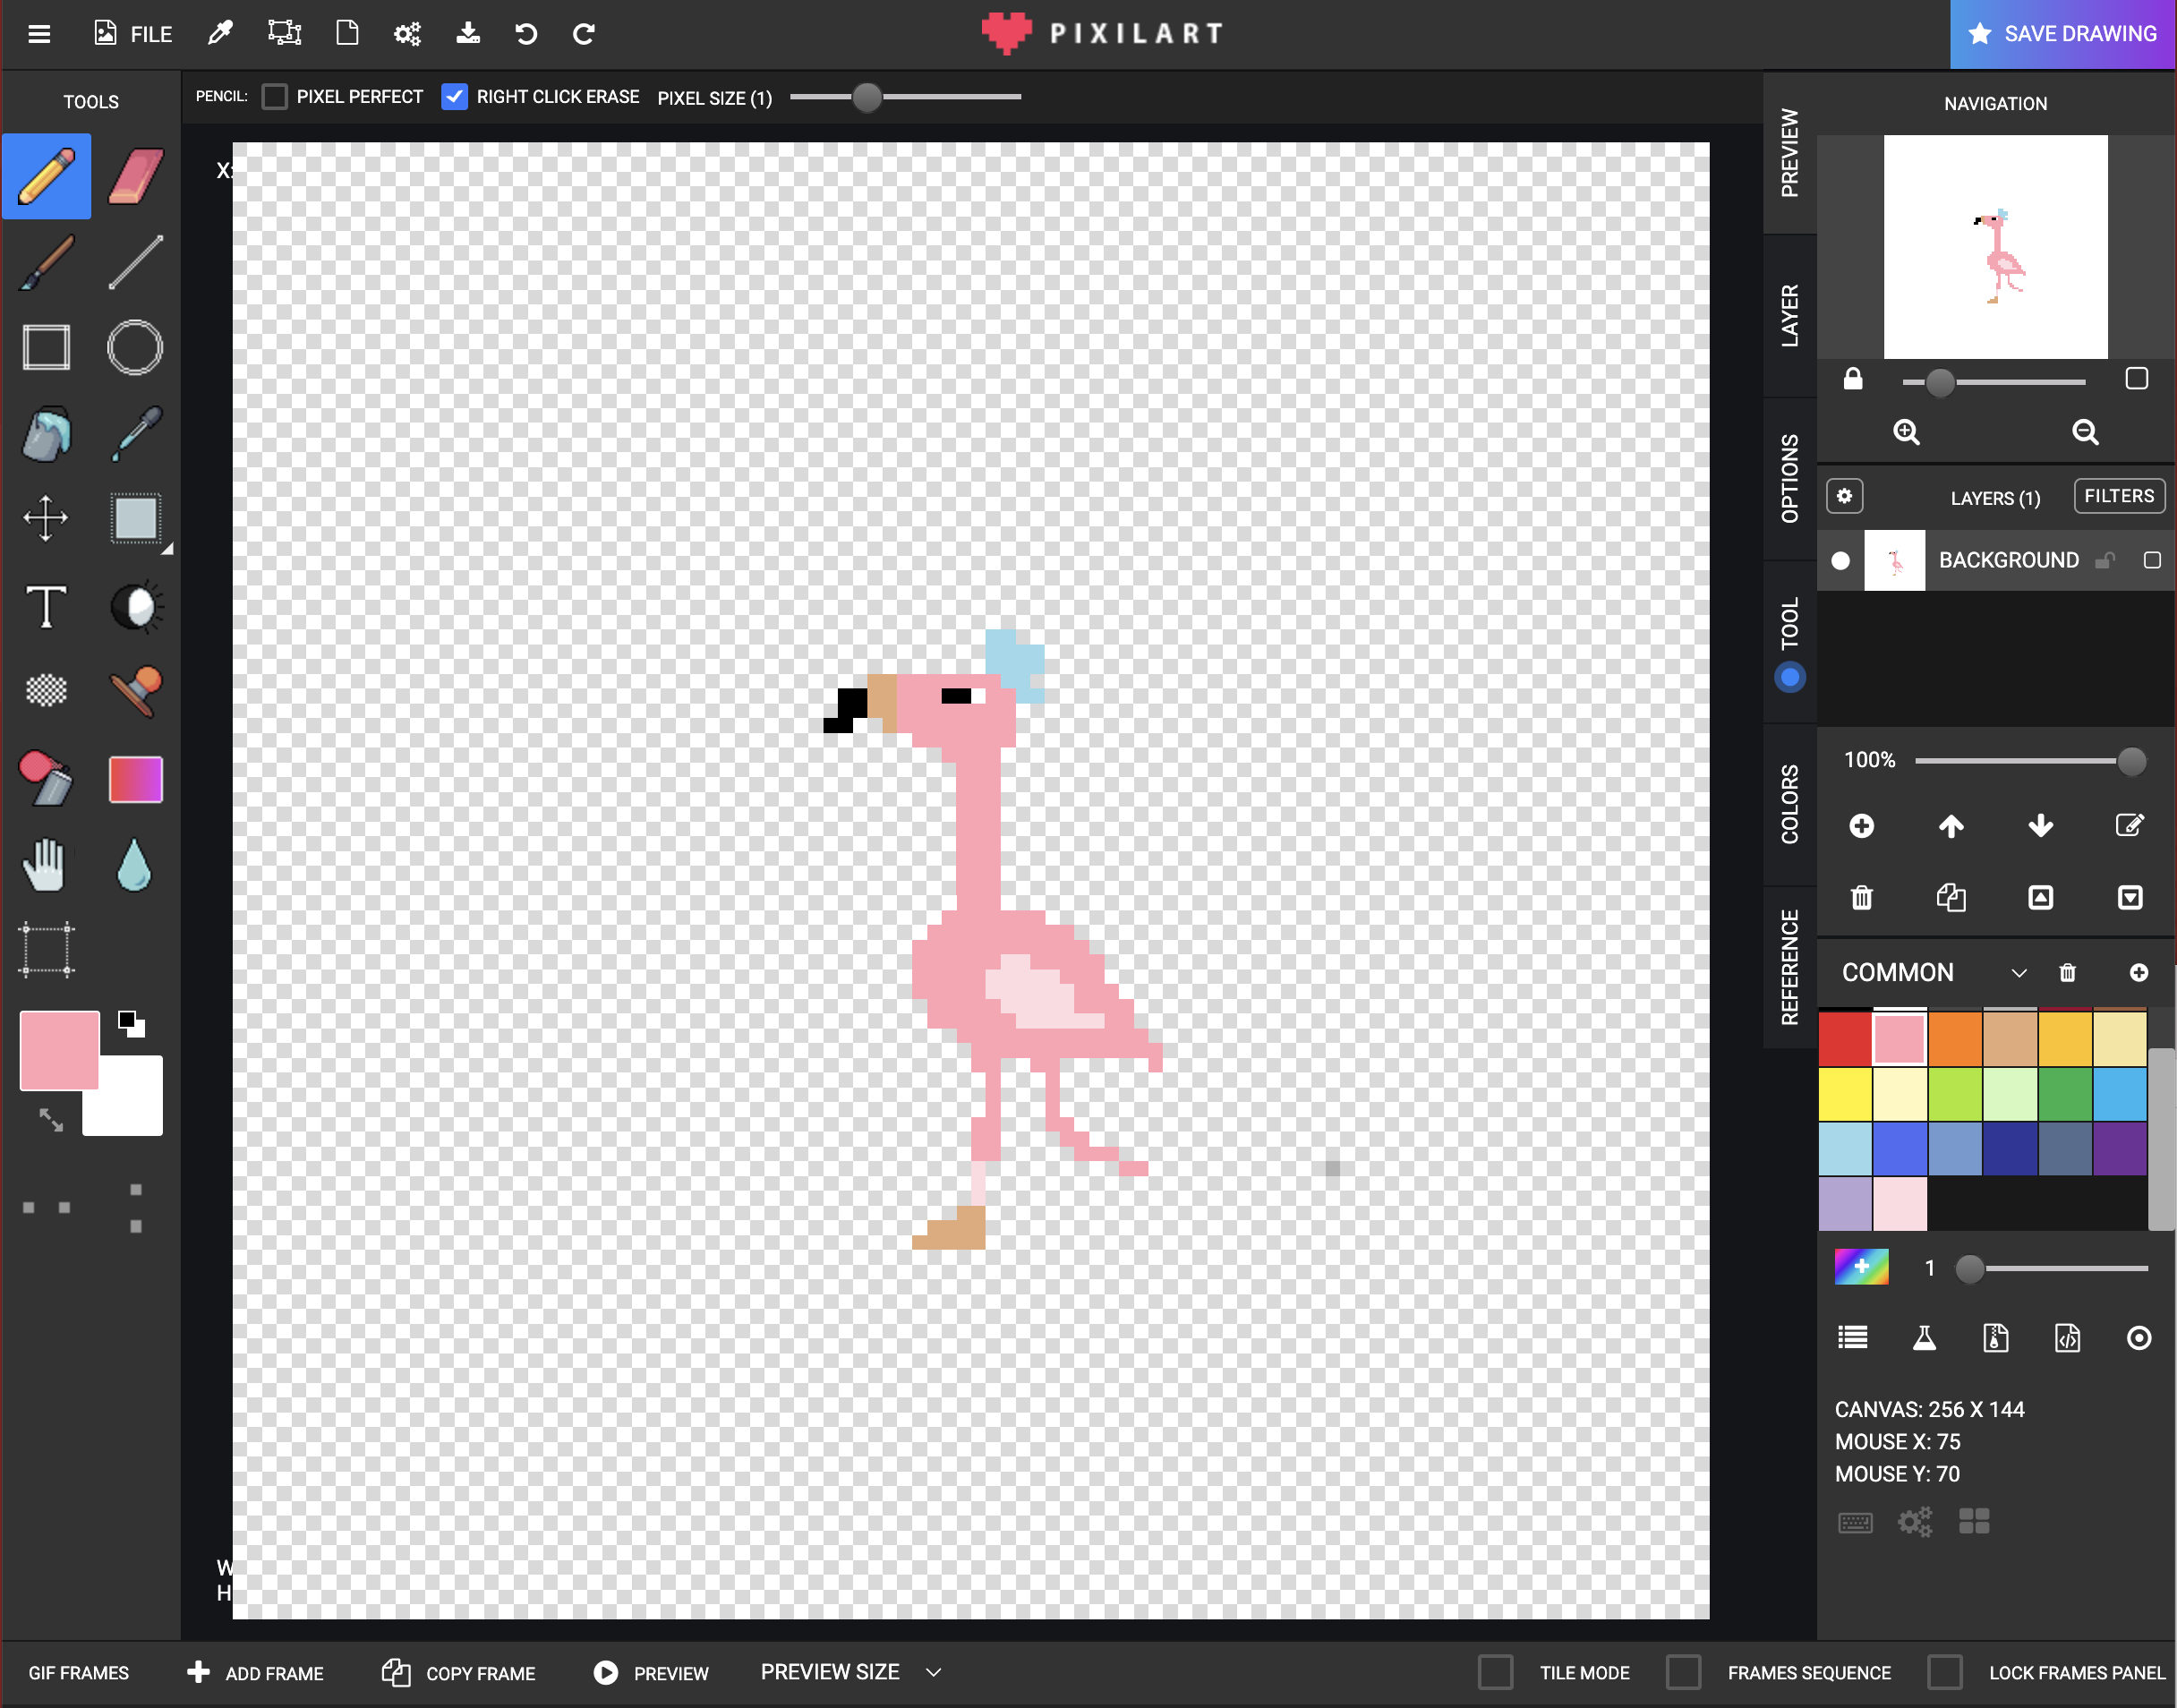 FILE
PIXILART
SAVE DRAWING
TOOLS
PENCIL:
PIXEL PERFECT
RIGHT CLICK ERASE
PIXEL SIZE (1)
X:
W
H
PREVIEW
LAYER
OPTIONS
TOOL
COLORS
REFERENCE
NAVIGATION
LAYERS (1)
FILTERS
BACKGROUND
100%
COMMON
1
CANVAS: 256 X 144
MOUSE X: 75
MOUSE Y: 70
GIF FRAMES
ADD FRAME
COPY FRAME
PREVIEW
PREVIEW SIZE
TILE MODE
FRAMES SEQUENCE
LOCK FRAMES PANEL